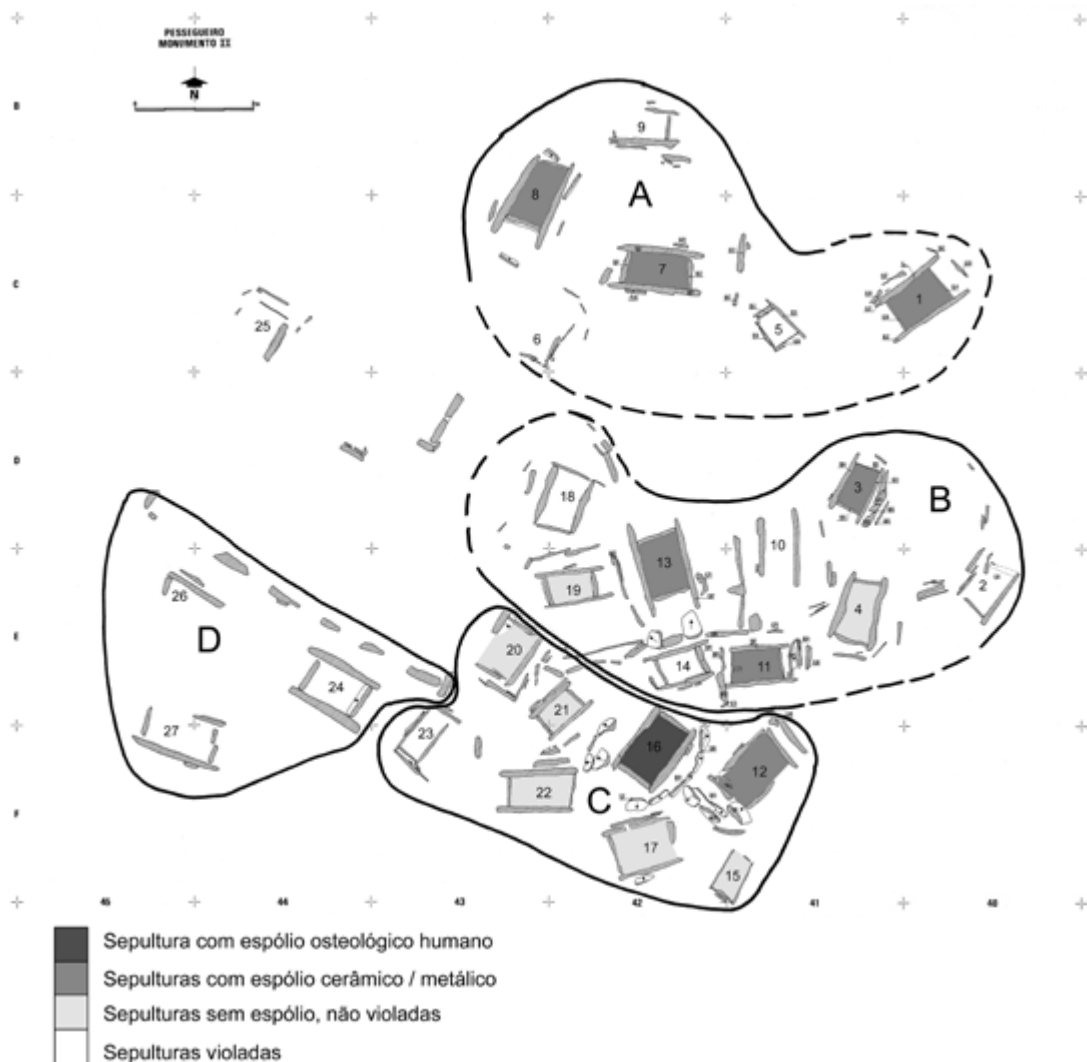 PESSEGUEIRO
MONUMENTO II
N
B
9
8
A
7
C
1
5
25
6
D
3
B
18
10
13
2
19
4
26
E
D
20
14
11
24
21
23
16
27
12
22
C
F
17
15
45 44 43 42 41 40
Sepultura com espólio osteológico humano
Sepulturas com espólio cerâmico / metálico
Sepulturas sem espólio, não violadas
Sepulturas violadas